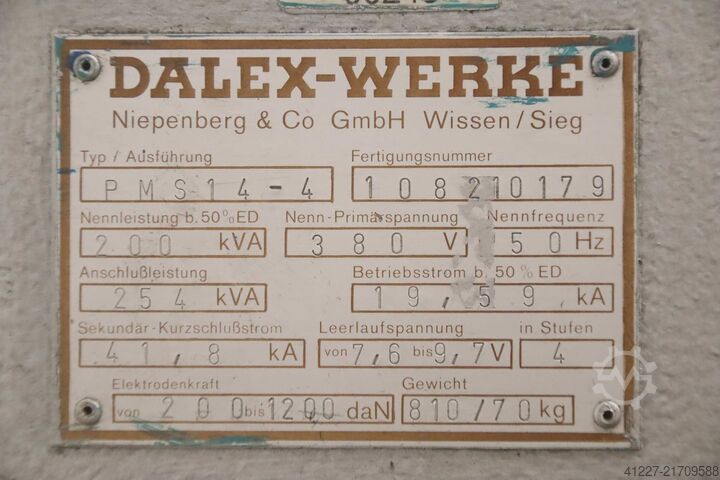 DALEX-WERKE
Niepenberg & Co GmbH Wissen/Sieg
Typ / Ausführung Fertigungsnummer
PMS14-4 108210179
Nennleistung b. 50% ED Nenn-Primärspannung Nennfrequenz
200 kVA 380 V 50 Hz
Anschlußleistung Betriebsstrom b. 50 % ED
254 kVA 19,59 kA
Sekundär-Kurzschlußstrom Leerlaufspannung in Stufen
41,8 kA von 7,6 bis 9,7 V 4
Elektrodenkraft Gewicht
von 200 bis 1200 daN 810/70 kg
41227-21709588